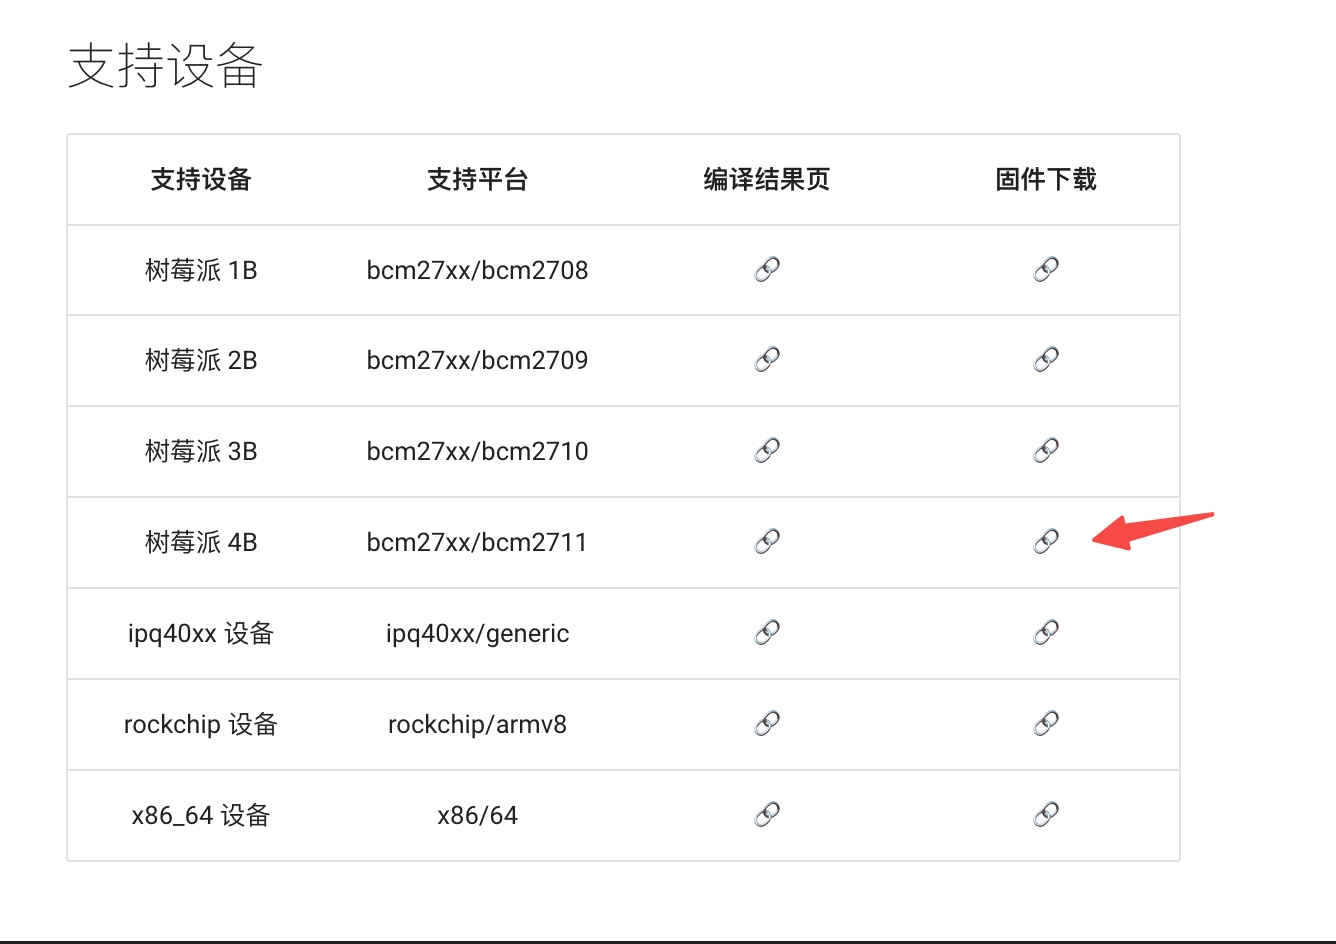 支持设备
支持设备 支持平台 编译结果页 固件下载
树莓派 1B bcm27xx/bcm2708
树莓派 2B bcm27xx/bcm2709
树莓派 3B bcm27xx/bcm2710
树莓派 4B bcm27xx/bcm2711
ipq40xx 设备 ipq40xx/generic
rockchip 设备 rockchip/armv8
x86_64 设备 x86/64